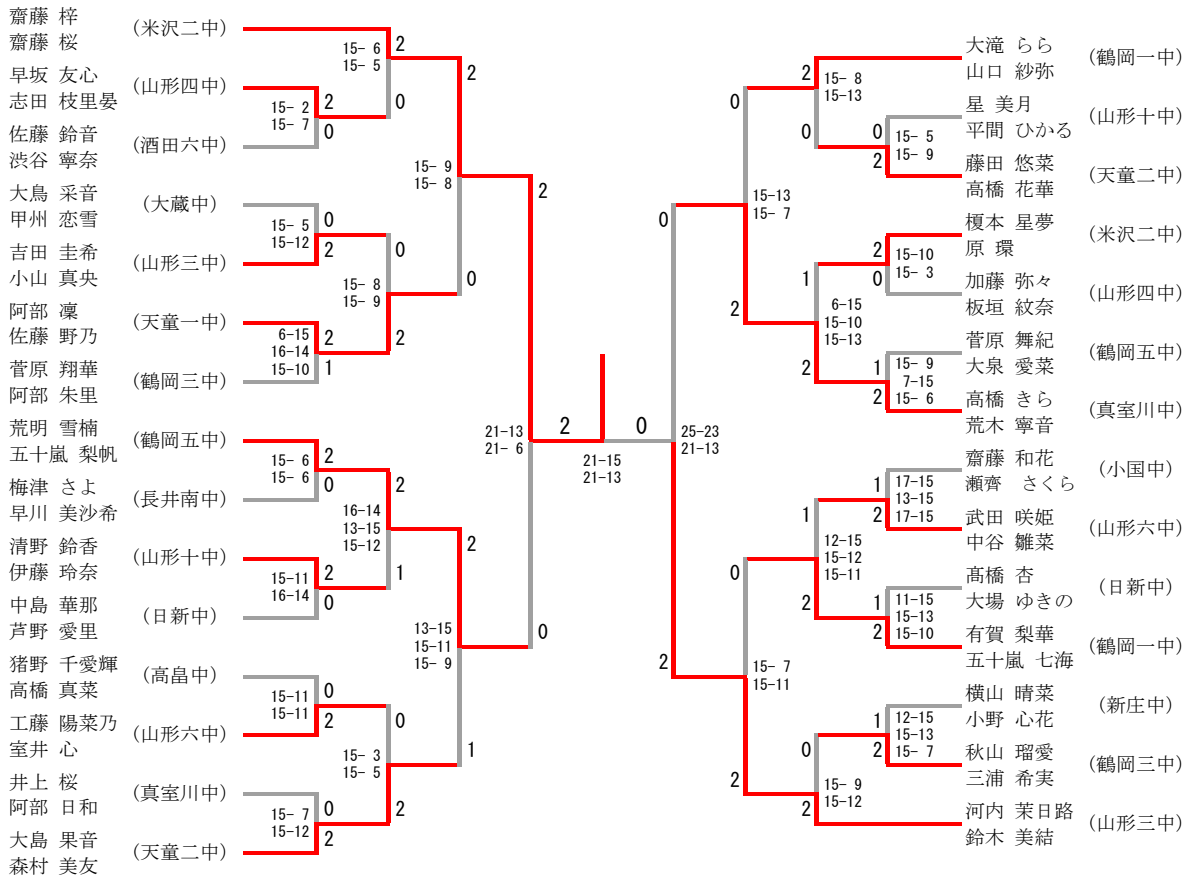 齋藤 梓
齋藤 桜
(米沢二中)
早坂 友心
志田 枝里晏
(山形四中)
佐藤 鈴音
渋谷 寧奈
(酒田六中)
大鳥 采音
甲州 恋雪
(大蔵中)
吉田 圭希
小山 真央
(山形三中)
阿部 凜
佐藤 野乃
(天童一中)
菅原 翔華
阿部 朱里
(鶴岡三中)
荒明 雪楠
五十嵐 梨帆
(鶴岡五中)
梅津 さよ
早川 美沙希
(長井南中)
清野 鈴香
伊藤 玲奈
(山形十中)
中島 華那
芦野 愛里
(日新中)
猪野 千愛輝
高橋 真菜
(高畠中)
工藤 陽菜乃
室井 心
(山形六中)
井上 桜
阿部 日和
(真室川中)
大島 果音
森村 美友
(天童二中)
15- 6
15- 5
2
0
15- 2
15- 7
2
0
15- 5
15-12
0
2
15- 8
15- 9
0
2
6-15
16-14
15-10
2
1
15- 9
15- 8
2
0
15- 6
15- 6
2
0
16-14
13-15
15-12
2
1
15-11
16-14
2
0
15-11
15-11
0
2
15- 3
15- 5
0
2
15- 7
15-12
0
2
13-15
15-11
15- 9
2
1
21-13
21- 6
2
0
2
0
21-15
21-13
25-23
21-13
0
2
15-13
15- 7
0
2
15- 8
15-13
2
0
15- 5
15- 9
0
2
6-15
15-10
15-13
1
2
15-10
15- 3
2
0
15- 9
7-15
15- 6
1
2
15- 7
15-11
0
2
12-15
15-12
15-11
1
2
17-15
13-15
17-15
1
2
11-15
15-13
15-10
1
2
15- 9
15-12
0
2
12-15
15-13
15- 7
1
2
大滝 らら
山口 紗弥
(鶴岡一中)
星 美月
平間 ひかる
(山形十中)
藤田 悠菜
高橋 花華
(天童二中)
榎本 星夢
原 環
(米沢二中)
加藤 弥々
板垣 紋奈
(山形四中)
菅原 舞紀
大泉 愛菜
(鶴岡五中)
高橋 きら
荒木 寧音
(真室川中)
齋藤 和花
瀬齊 さくら
(小国中)
武田 咲姫
中谷 雛菜
(山形六中)
髙橋 杏
大場 ゆきの
(日新中)
有賀 梨華
五十嵐 七海
(鶴岡一中)
横山 晴菜
小野 心花
(新庄中)
秋山 瑠愛
三浦 希実
(鶴岡三中)
河内 茉日路
鈴木 美結
(山形三中)